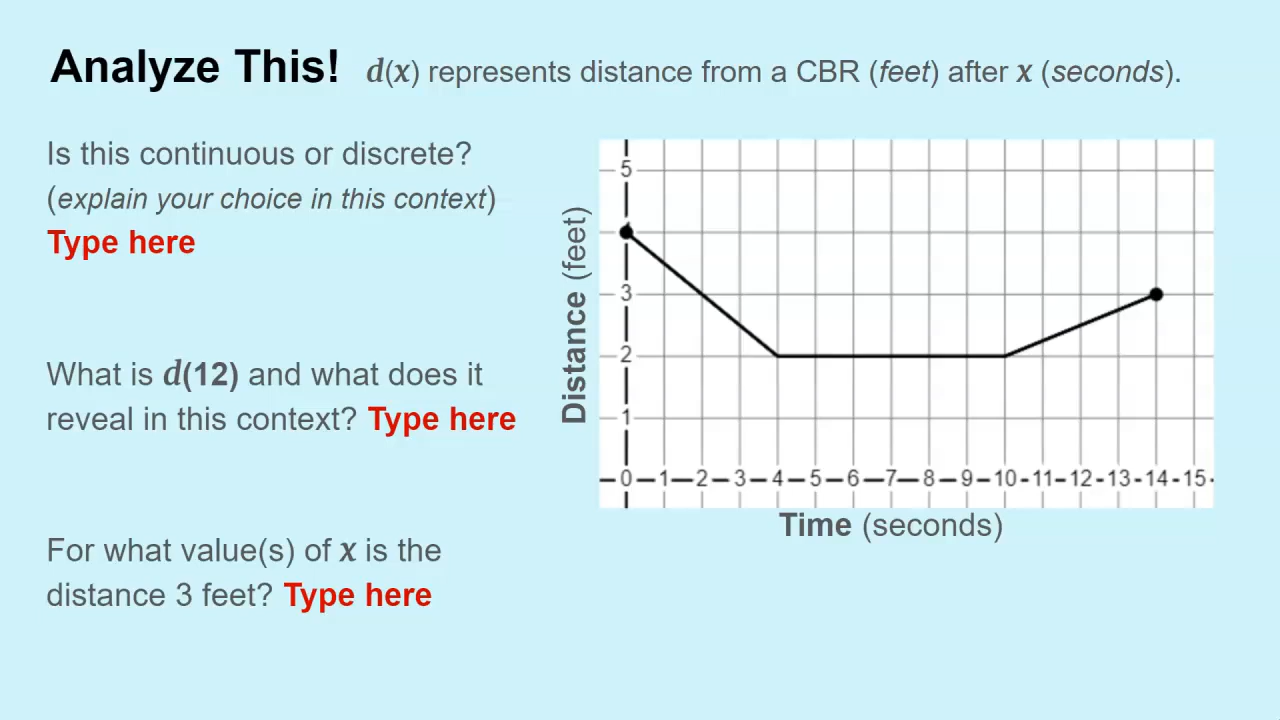 Analyze This! d(x) represents distance from a CBR (feet) after x (seconds).
Is this continuous or discrete?
(explain your choice in this context)
Type here
What is d(12) and what does it
reveal in this context? Type here
For what value(s) of x is the
distance 3 feet? Type here
Distance (feet)
5
3
2
1
0 1 2 3 4 5 6 7 8 9 10 11 12 13 14 15
Time (seconds)